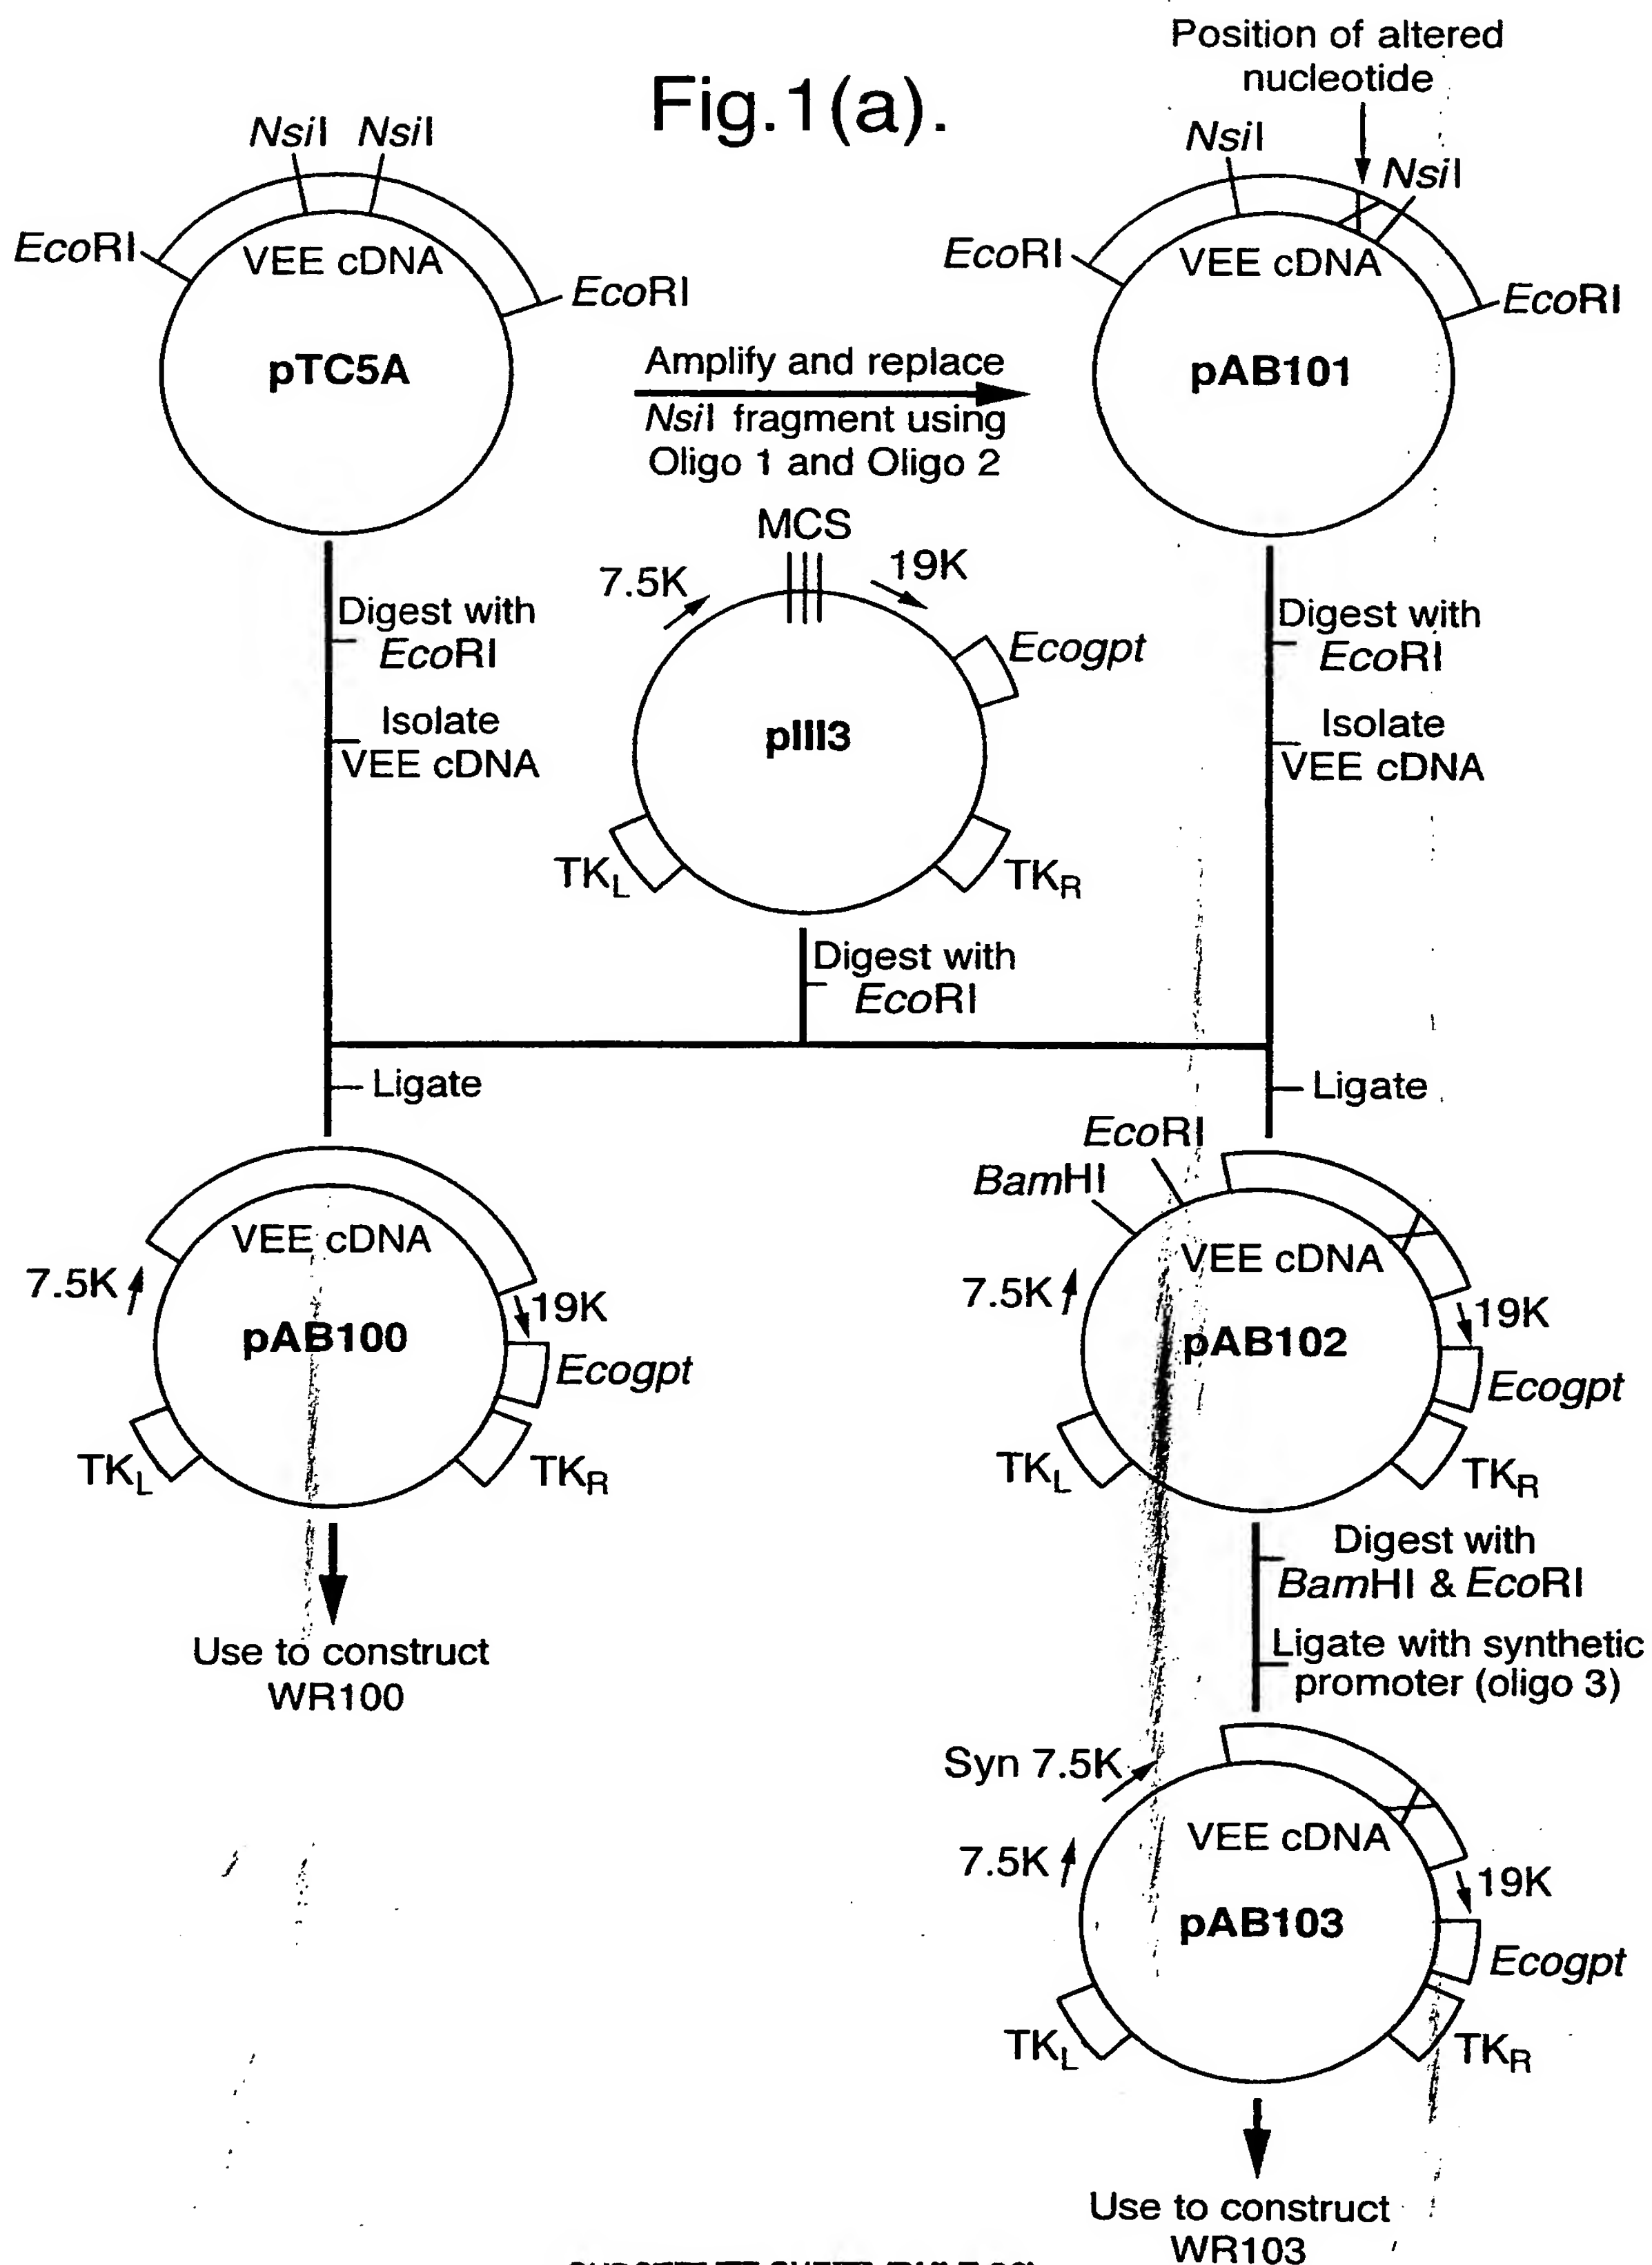 Position of altered
nucleotide
Fig.1(a).
NsiI NsiI
NsiI
NsiI
EcoRI
VEE cDNA
EcoRI
EcoRI
VEE cDNA
EcoRI
pTC5A
Amplify and replace
NsiI fragment using
Oligo 1 and Oligo 2
pAB101
MCS
7.5K
19K
Digest with
EcoRI
Isolate
VEE cDNA
Ecogpt
pIII3
TKL
TKR
Digest with
EcoRI
Isolate
VEE cDNA
Digest with
EcoRI
Ligate
Ligate
VEE cDNA
7.5K
19K
pAB100
Ecogpt
TKL
TKR
Use to construct
WR100
EcoRI
BamHI
VEE cDNA
7.5K
19K
pAB102
Ecogpt
TKL
TKR
Digest with
BamHI & EcoRI
Ligate with synthetic
promoter (oligo 3)
Syn 7.5K
VEE cDNA
7.5K
19K
pAB103
Ecogpt
TKL
TKR
Use to construct
WR103